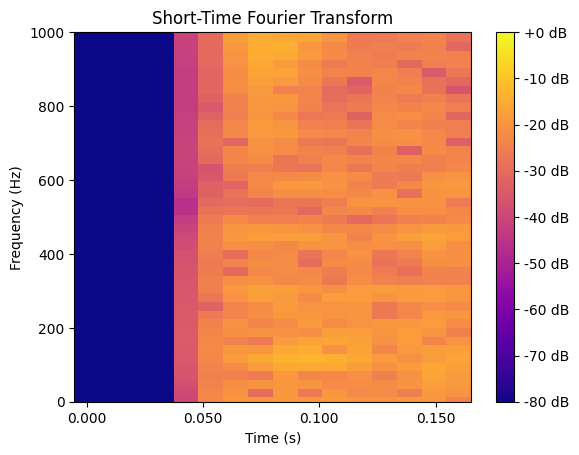 Short-Time Fourier Transform
Frequency (Hz)
1000
800
600
400
200
0
0.000
0.050
0.100
0.150
Time (s)
+0 dB
-10 dB
-20 dB
-30 dB
-40 dB
-50 dB
-60 dB
-70 dB
-80 dB